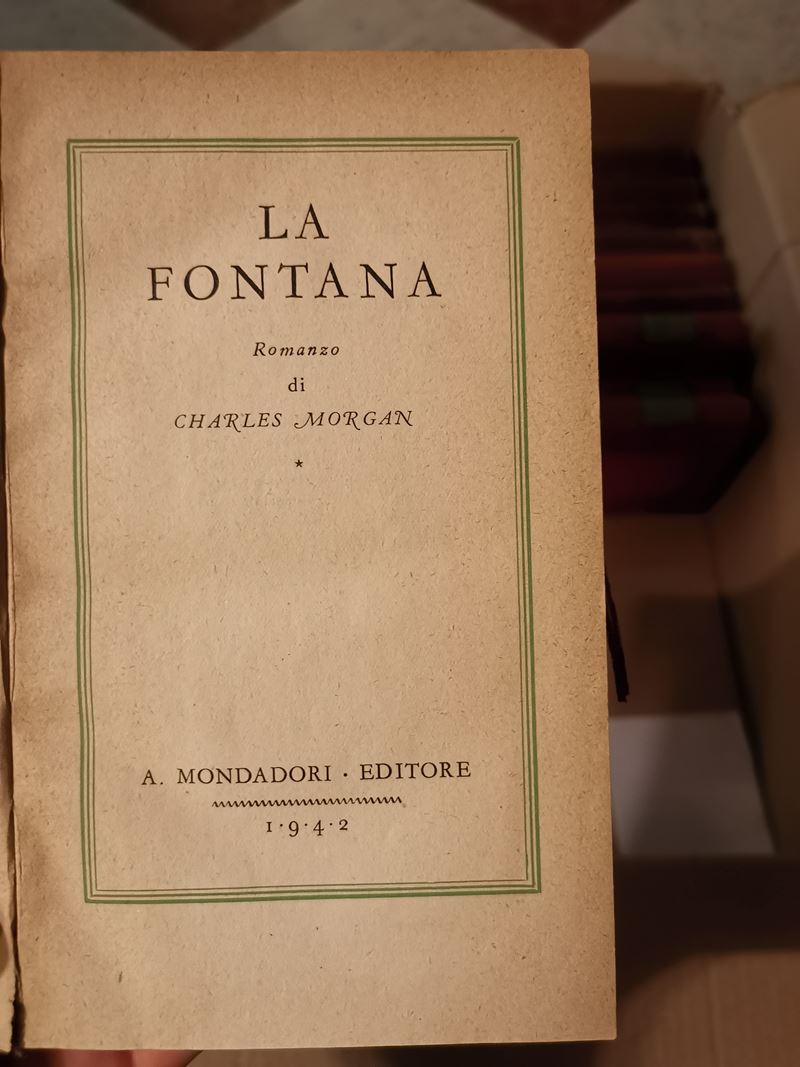 LA
FONTANA
Romanzo
di
CHARLES MORGAN
*
A. MONDADORI · EDITORE
1·9·4·2